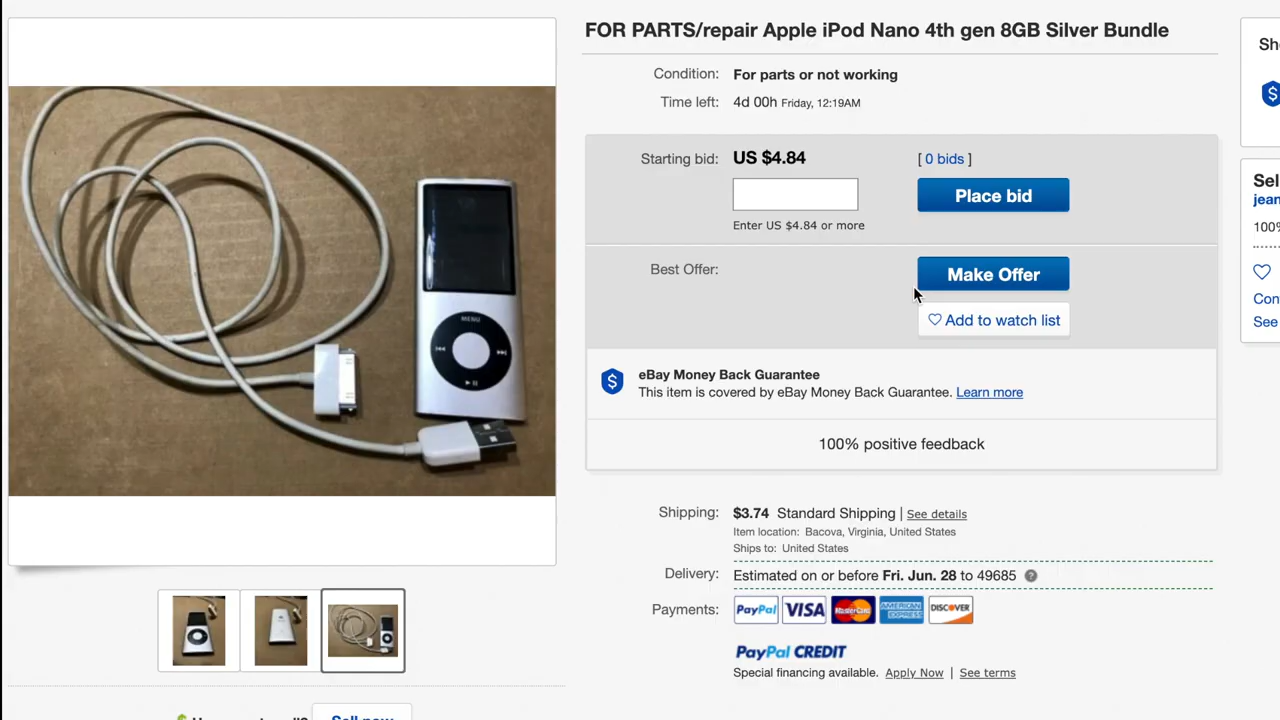 FOR PARTS/repair Apple iPod Nano 4th gen 8GB Silver Bundle
Condition: For parts or not working
Time left: 4d 00h Friday, 12:19AM
Starting bid: US $4.84 [ 0 bids ]
Place bid
Enter US $4.84 or more
Best Offer:
Make Offer
Add to watch list
eBay Money Back Guarantee
This item is covered by eBay Money Back Guarantee. Learn more
100% positive feedback
Shipping: $3.74 Standard Shipping | See details
Item location: Bacova, Virginia, United States
Ships to: United States
Delivery: Estimated on or before Fri. Jun. 28 to 49685 ?
Payments: PayPal VISA MasterCard AMERICAN EXPRESS DISCOVER
PayPal CREDIT
Special financing available. Apply Now | See terms
MENU
$
Sell now
Con
See